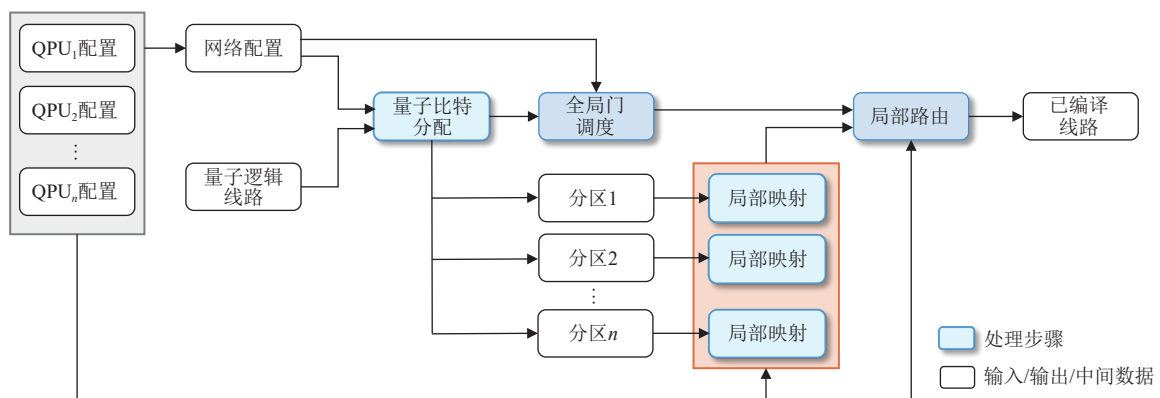 QPU₁配置
QPU₂配置
⋮
QPUₙ配置
网络配置
量子逻辑
线路
量子比特
分配
全局门
调度
局部路由
已编译
线路
分区1
局部映射
分区2
局部映射
⋮
分区n
局部映射
处理步骤
输入/输出/中间数据